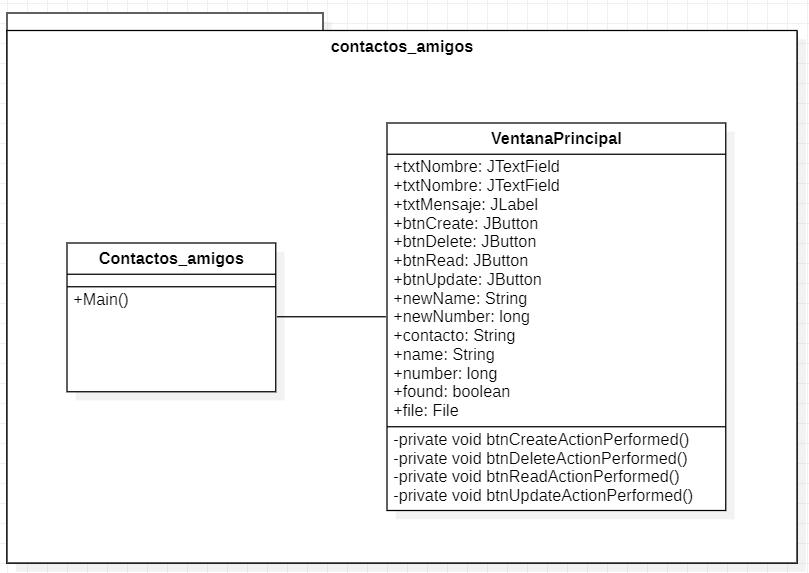 contactos_amigos
VentanaPrincipal
+txtNombre: JTextField
+txtNombre: JTextField
+txtMensaje: JLabel
+btnCreate: JButton
+btnDelete: JButton
+btnRead: JButton
+btnUpdate: JButton
+newName: String
+newNumber: long
+contacto: String
+name: String
+number: long
+found: boolean
+file: File
-private void btnCreateActionPerformed()
-private void btnDeleteActionPerformed()
-private void btnReadActionPerformed()
-private void btnUpdateActionPerformed()
Contactos_amigos
+Main()